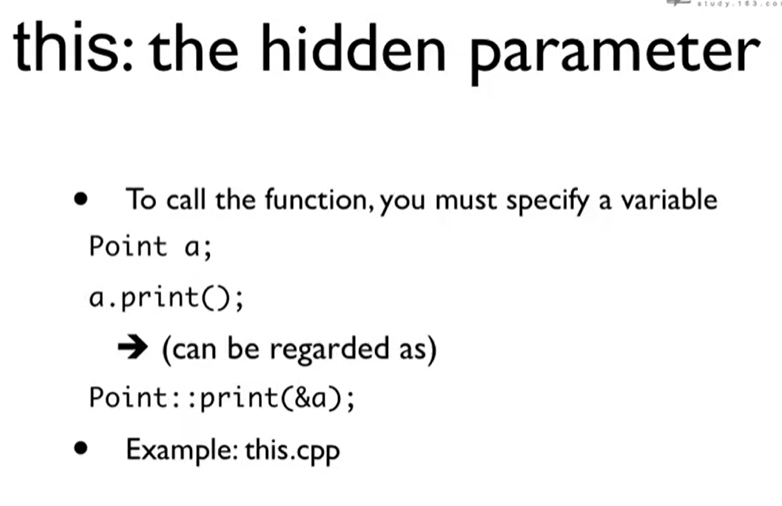 this: the hidden parameter
• To call the function, you must specify a variable
Point a;
a.print();
➔ (can be regarded as)
Point::print(&a);
• Example: this.cpp